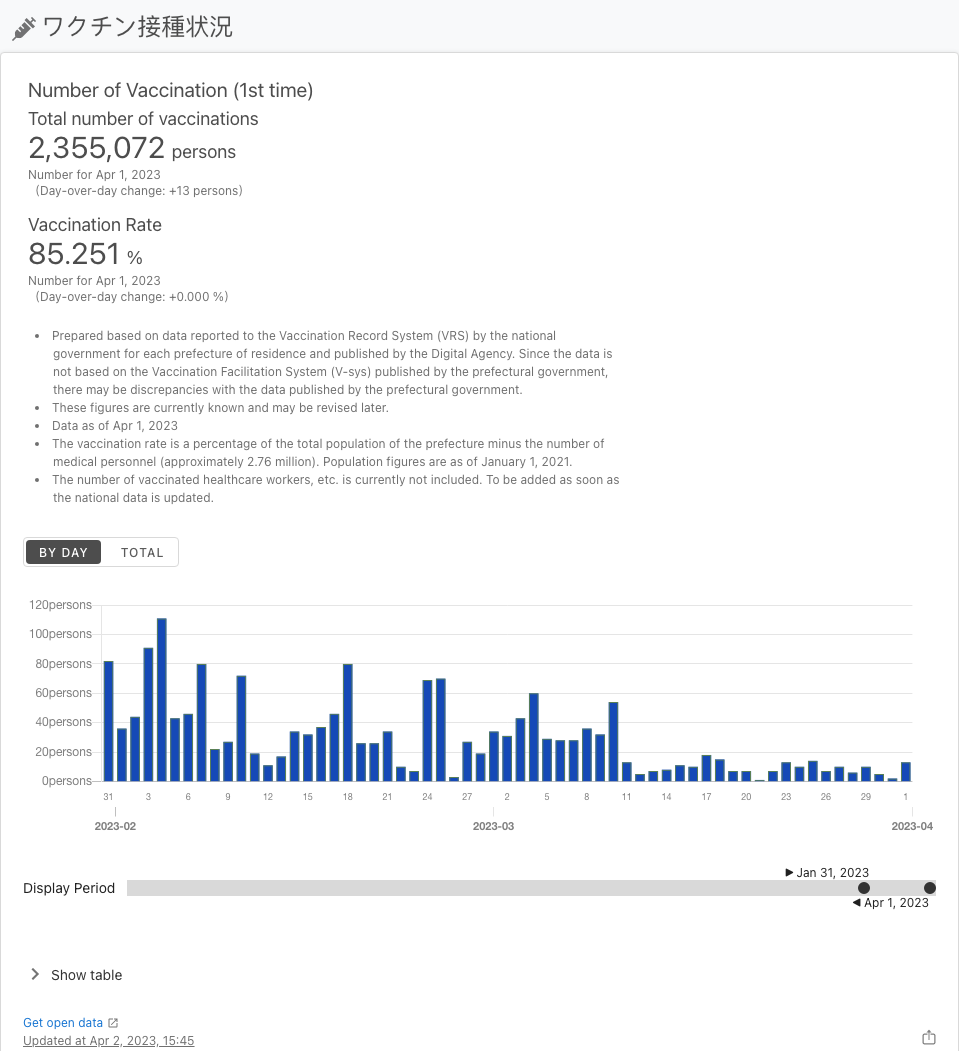 ワクチン接種状況
Number of Vaccination (1st time)
Total number of vaccinations
2,355,072 persons
Number for Apr 1, 2023
(Day-over-day change: +13 persons)
Vaccination Rate
85.251 %
Number for Apr 1, 2023
(Day-over-day change: +0.000 %)
• Prepared based on data reported to the Vaccination Record System (VRS) by the national
government for each prefecture of residence and published by the Digital Agency. Since the data is
not based on the Vaccination Facilitation System (V-sys) published by the prefectural government,
there may be discrepancies with the data published by the prefectural government.
• These figures are currently known and may be revised later.
• Data as of Apr 1, 2023
• The vaccination rate is a percentage of the total population of the prefecture minus the number of
medical personnel (approximately 2.76 million). Population figures are as of January 1, 2021.
• The number of vaccinated healthcare workers, etc. is currently not included. To be added as soon as
the national data is updated.
BY DAY TOTAL
120persons
100persons
80persons
60persons
40persons
20persons
0persons
31 3 6 9 12 15 18 21 24 27 2 5 8 11 14 17 20 23 26 29 1
2023-02 2023-03 2023-04
Jan 31, 2023
Display Period
Apr 1, 2023
Show table
Get open data
Updated at Apr 2, 2023, 15:45